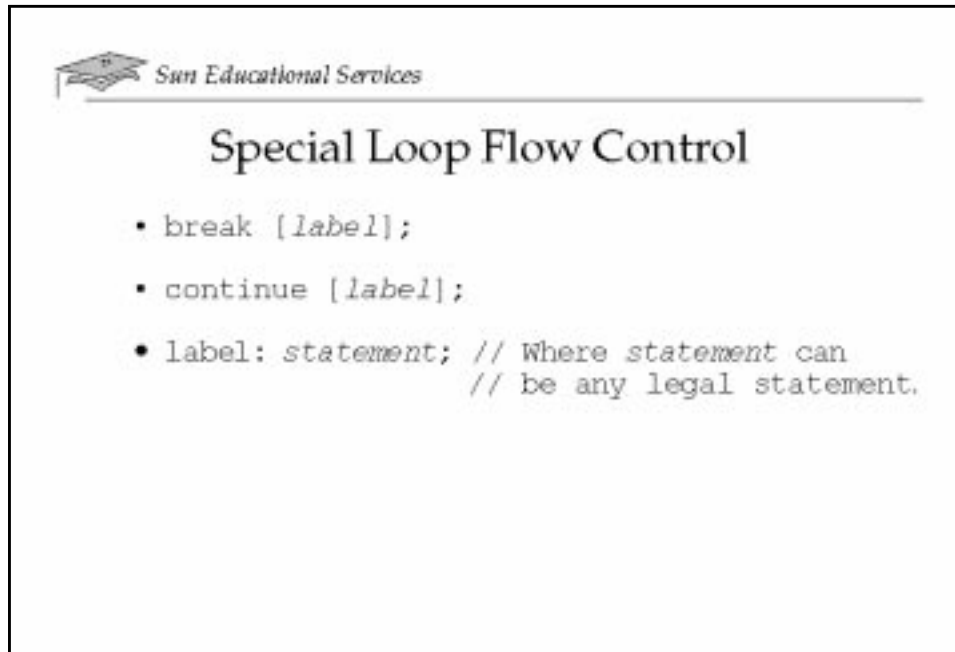 Sun Educational Services
Special Loop Flow Control
• break [label];
• continue [label];
• label: statement; // Where statement can
// be any legal statement.